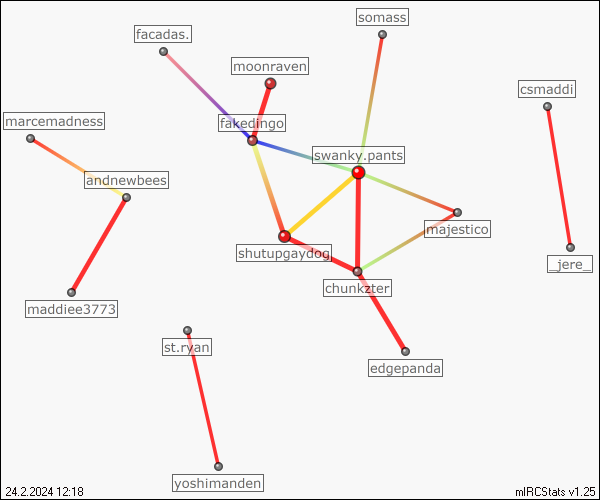 somass
facadas.
moonraven
csmaddi
marcemadness
fakedingo
swanky.pants
andnewbees
majestico
shutupgaydog
_jere_
chunkzter
maddiee3773
st.ryan
edgepanda
yoshimanden
24.2.2024 12:18
mIRCStats v1.25